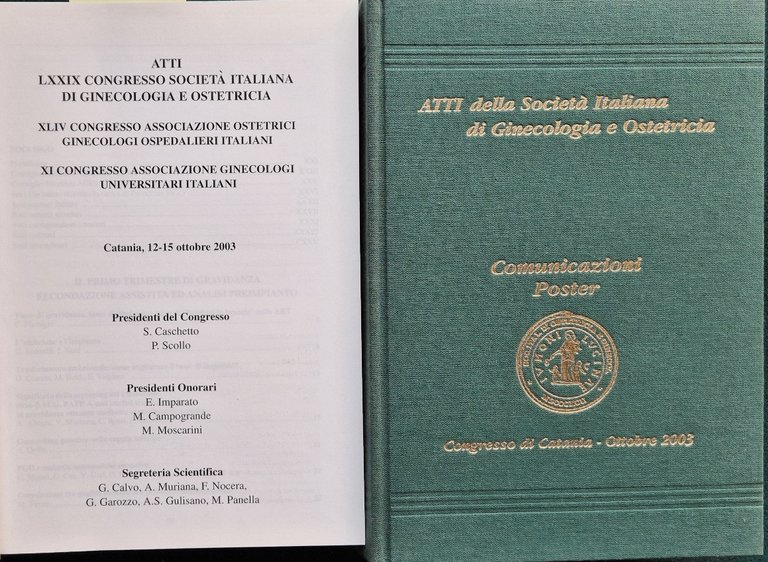 ATTI
LXXIX CONGRESSO SOCIETÀ ITALIANA
DI GINECOLOGIA E OSTETRICIA
XLIV CONGRESSO ASSOCIAZIONE OSTETRICI
GINECOLOGI OSPEDALIERI ITALIANI
XI CONGRESSO ASSOCIAZIONE GINECOLOGI
UNIVERSITARI ITALIANI
Catania, 12-15 ottobre 2003
Presidenti del Congresso
S. Caschetto
P. Scollo
Presidenti Onorari
E. Imparato
M. Campogrande
M. Moscarini
Segreteria Scientifica
G. Calvo, A. Muriana, F. Nocera,
G. Garozzo, A.S. Gulisano, M. Panella
ATTI della Società Italiana
di Ginecologia e Ostetricia
Comunicazioni
Poster
IVNONI LVCINAE
Congresso di Catania - Ottobre 2003